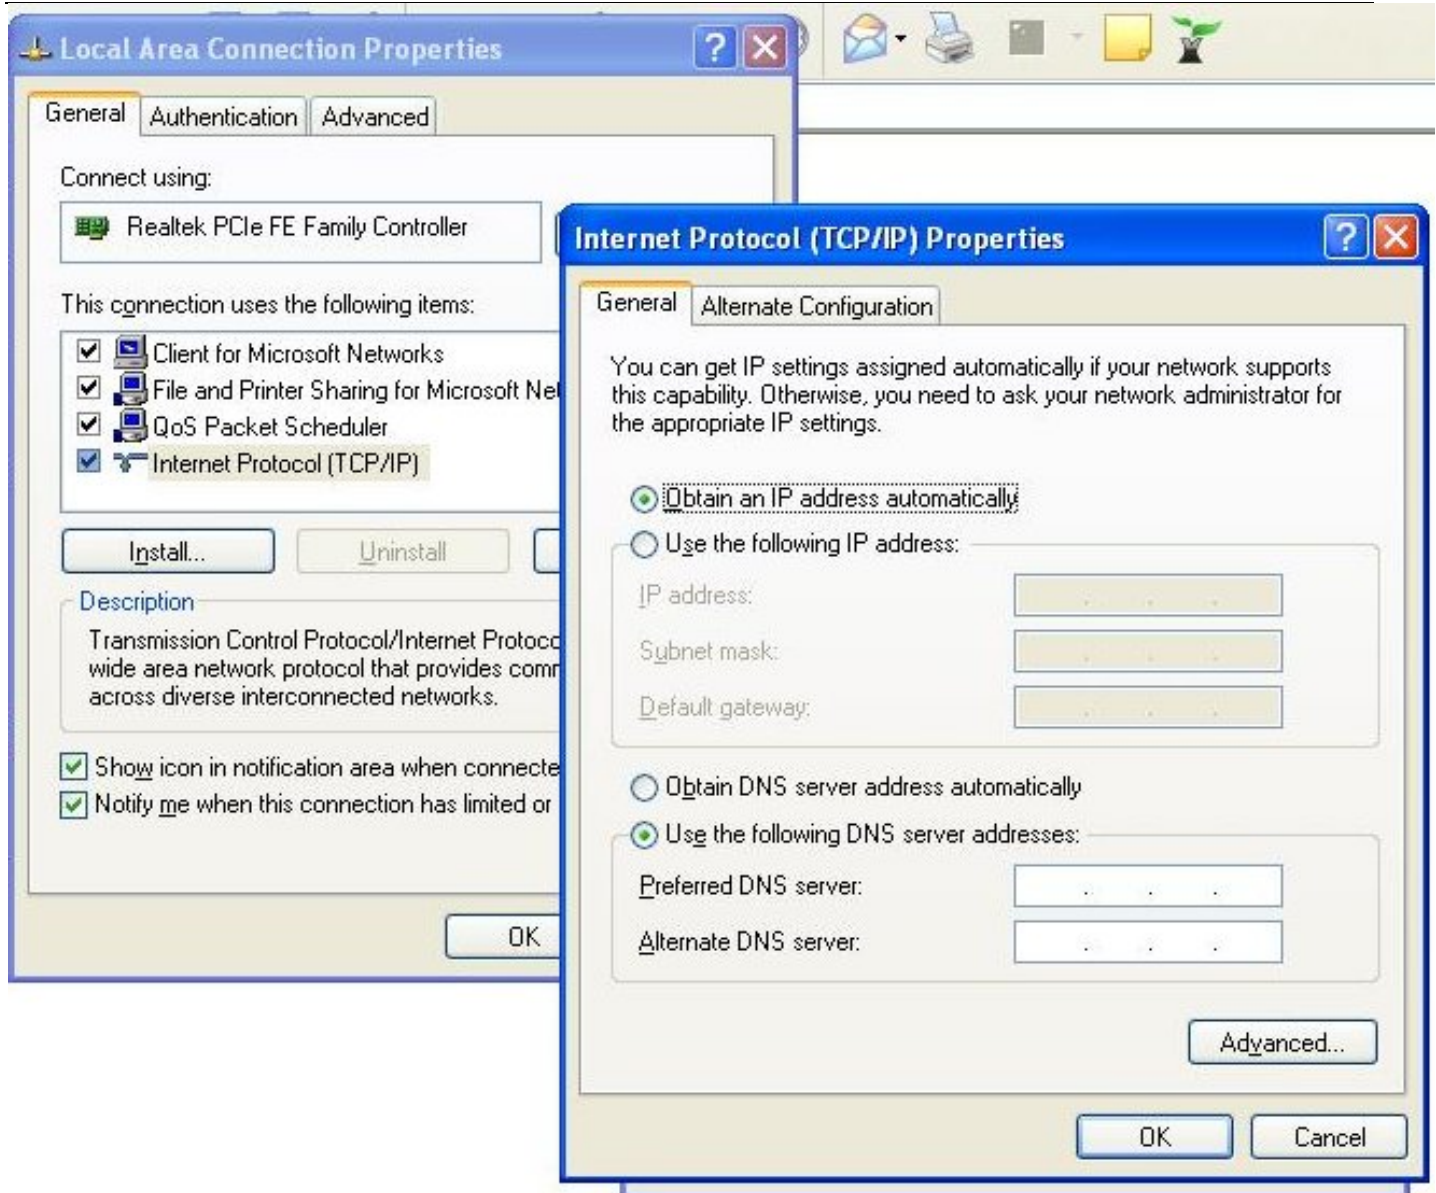 Local Area Connection Properties
General Authentication Advanced
Connect using:
Realtek PCIe FE Family Controller
This connection uses the following items:
Client for Microsoft Networks
File and Printer Sharing for Microsoft Net
QoS Packet Scheduler
Internet Protocol (TCP/IP)
Install... Uninstall
Description
Transmission Control Protocol/Internet Protoco
wide area network protocol that provides comm
across diverse interconnected networks.
Show icon in notification area when connecte
Notify me when this connection has limited or
OK
Internet Protocol (TCP/IP) Properties
General Alternate Configuration
You can get IP settings assigned automatically if your network supports
this capability. Otherwise, you need to ask your network administrator for
the appropriate IP settings.
Obtain an IP address automatically
Use the following IP address:
IP address:
Subnet mask:
Default gateway:
Obtain DNS server address automatically
Use the following DNS server addresses:
Preferred DNS server:
Alternate DNS server:
Advanced...
OK Cancel